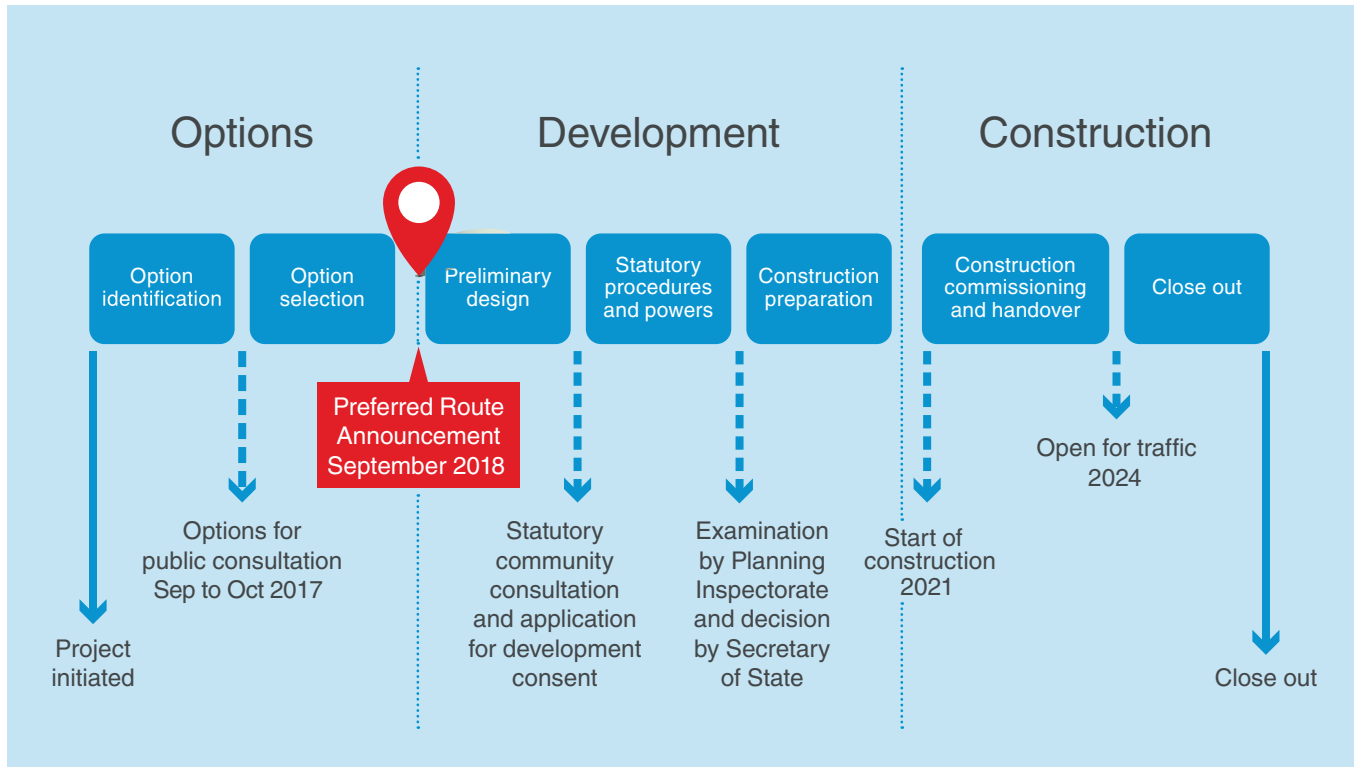 Options
Development
Construction
Option
identification
Option
selection
Preliminary
design
Statutory
procedures
and powers
Construction
preparation
Construction
commissioning
and handover
Close out
Preferred Route
Announcement
September 2018
Project
initiated
Options for
public consultation
Sep to Oct 2017
Statutory
community
consultation
and application
for development
consent
Examination
by Planning
Inspectorate
and decision
by Secretary
of State
Start of
construction
2021
Open for traffic
2024
Close out